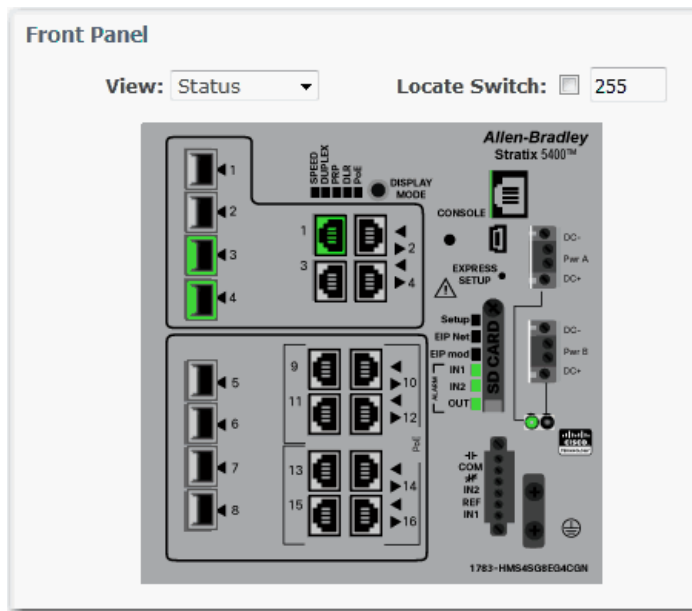 Front Panel
View: Status
Locate Switch: 255
Allen-Bradley
Stratix 5400™
SPEED
DUPLEX
PRP
DLR
PoE
DISPLAY
MODE
1
2
3
4
1
2
3
4
CONSOLE
EXPRESS
SETUP
DC-
Pwr A
DC+
Setup
EIP Net
EIP mod
ALARM
IN1
IN2
OUT
SD CARD
DC-
Pwr B
DC+
5
6
7
8
9
10
11
12
PoE
13
14
15
16
CISCO
TECHNOLOGY
COM
IN2
REF
IN1
1783-HMS4SG8EG4CGN